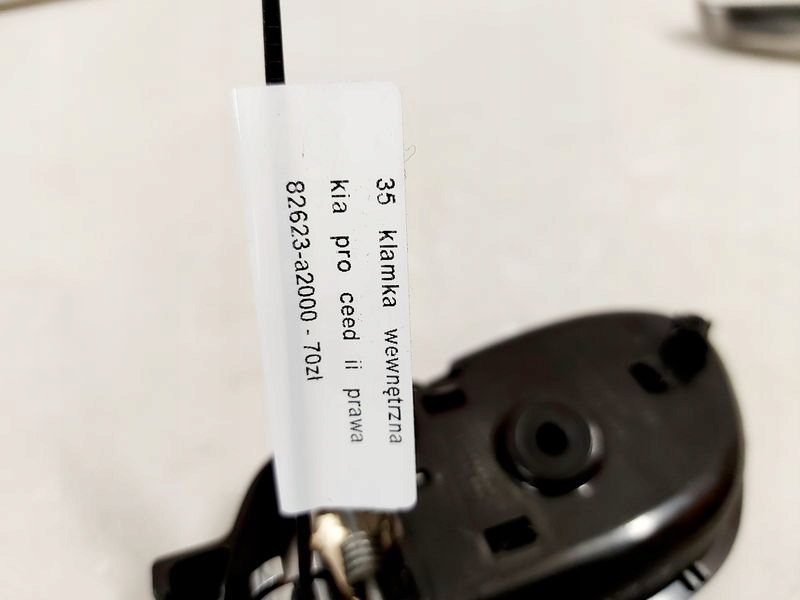 35 klamka wewnętrzna
kia pro ceed ii prawa
82623-a2000 - 70zł